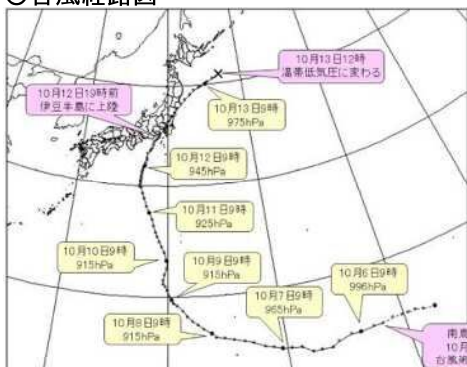 〇台風経路図
10月13日12時
温帯低気圧に変わる
10月12日19時前
伊豆半島に上陸
10月13日9時
975hPa
10月12日9時
945hPa
10月11日9時
925hPa
10月10日9時
915hPa
10月9日9時
915hPa
10月6日9時
996hPa
10月7日9時
965hPa
10月8日9時
915hPa
南鳥
10月
台風